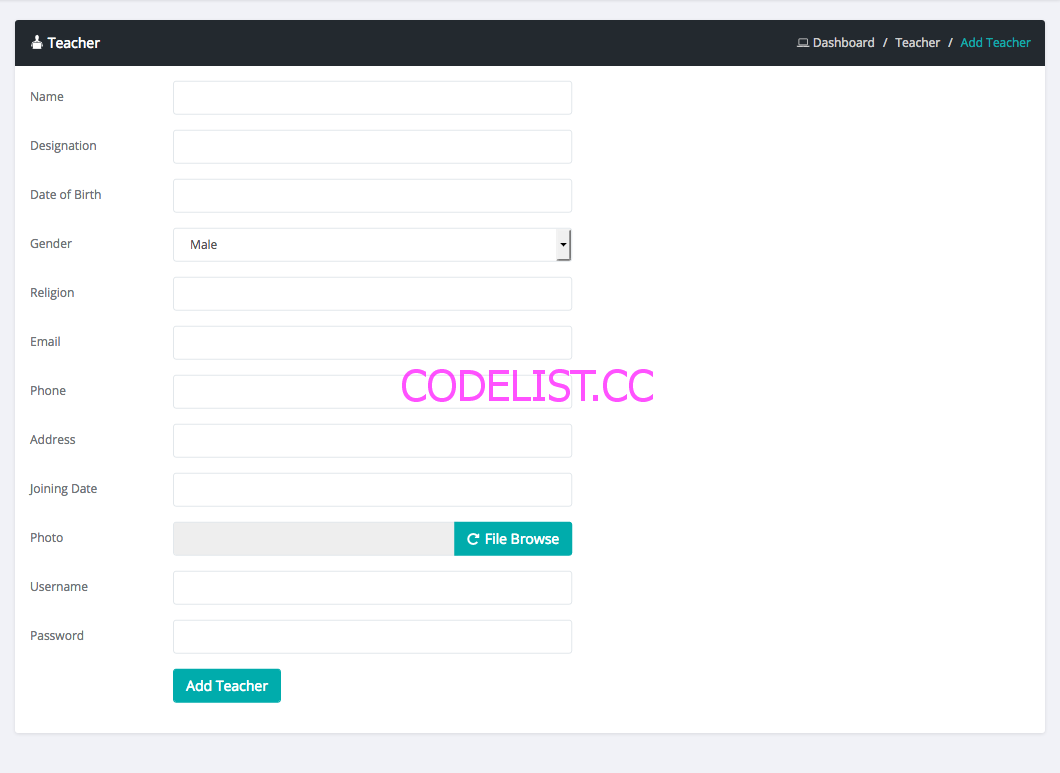 Teacher
Dashboard / Teacher / Add Teacher
Name
Designation
Date of Birth
Gender Male
Religion
Email
Phone
CODELIST.CC
Address
Joining Date
Photo File Browse
Username
Password
Add Teacher